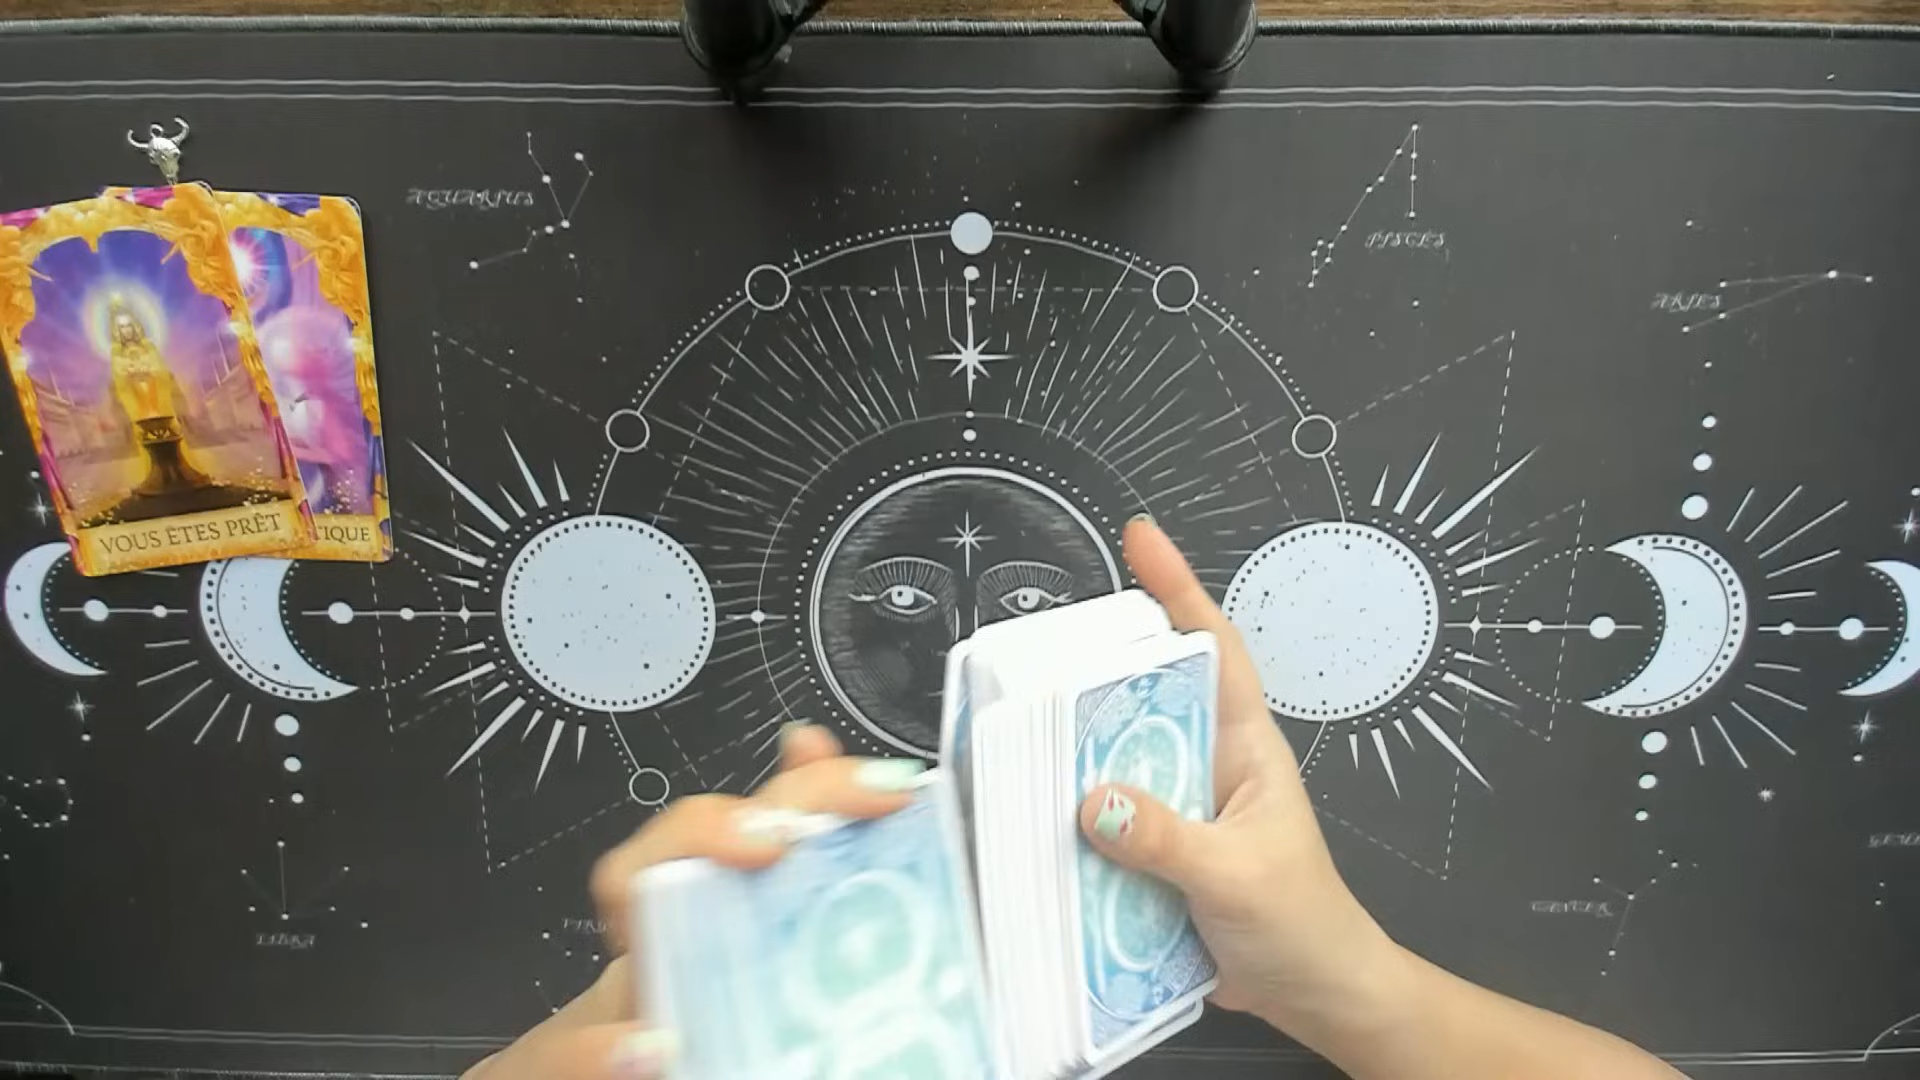 AQUARIUS
PISCES
ARIES
VOUS ÊTES PRÊT
TIQUE
LIBRA
CANCER